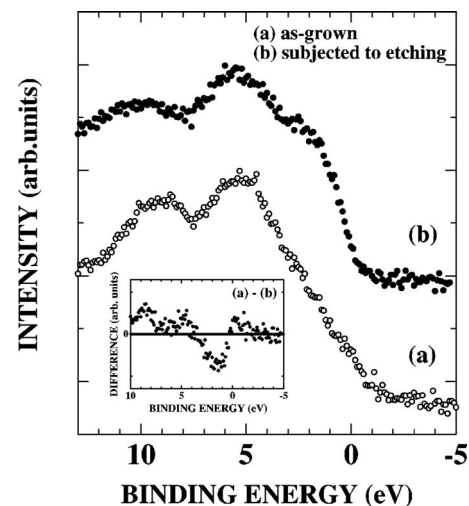 (a) as-grown
(b) subjected to etching
INTENSITY (arb.units)
(b)
(a)
(a) - (b)
DIFFERENCE (arb. units)
0
10 5 0 -5
BINDING ENERGY (eV)
10 5 0 -5
BINDING ENERGY (eV)